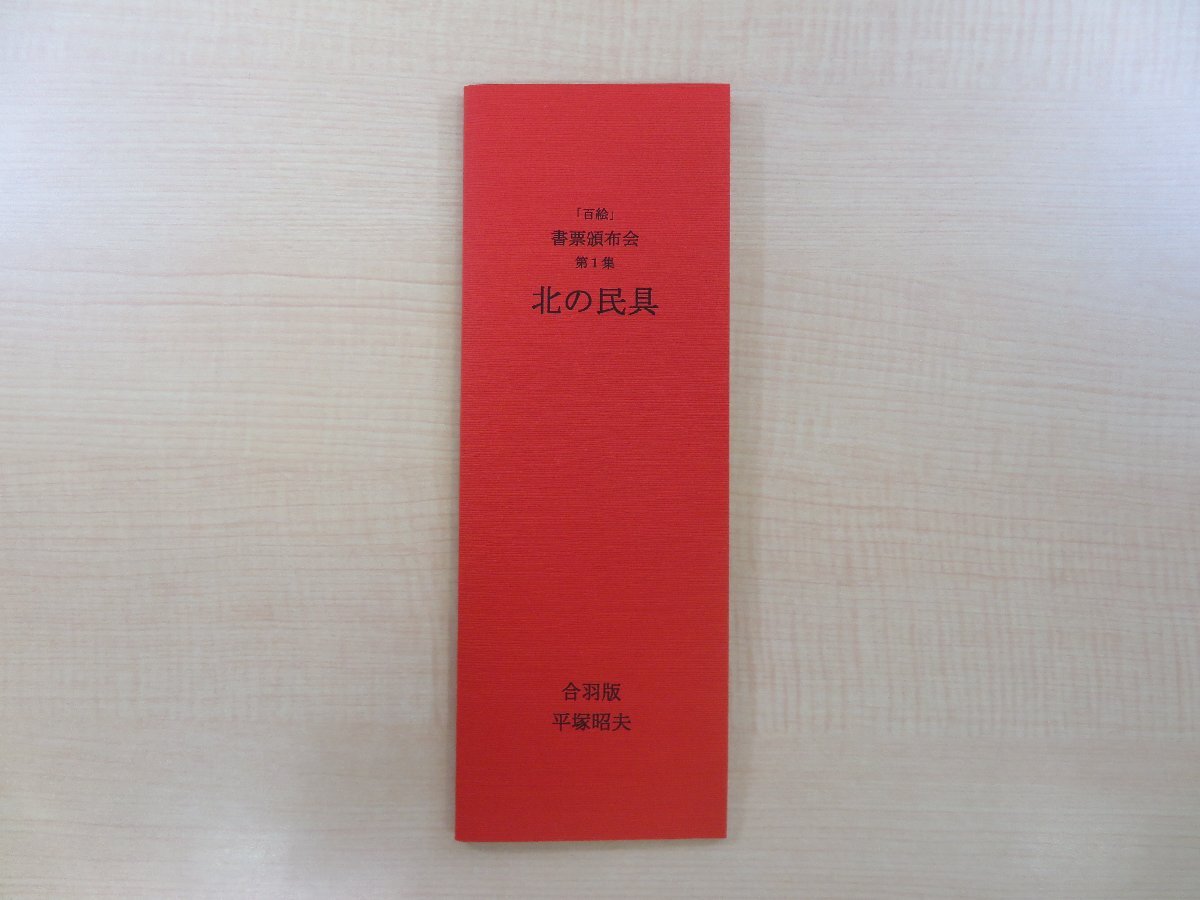 「百絵」
書票頒布会
第1集
北の民具
合羽版
平塚昭夫